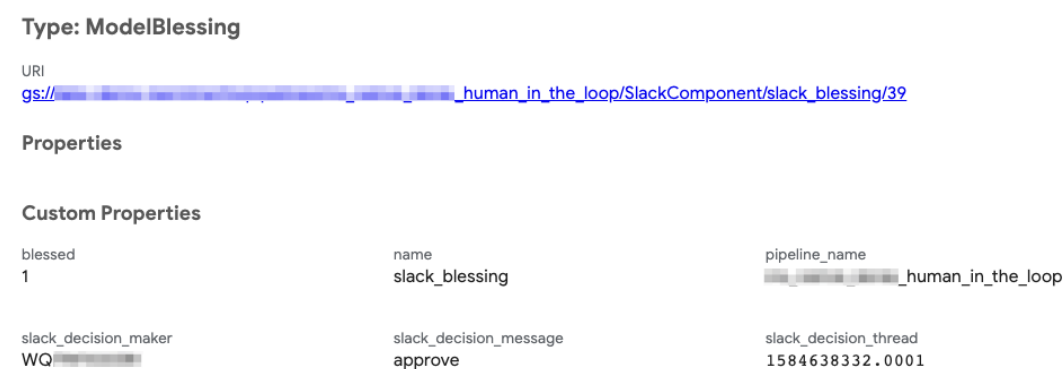 Type: ModelBlessing
URI
gs:// _human_in_the_loop/SlackComponent/slack_blessing/39
Properties
Custom Properties
blessed name pipeline_name
1 slack_blessing _human_in_the_loop
slack_decision_maker slack_decision_message slack_decision_thread
WQ approve 1584638332.0001